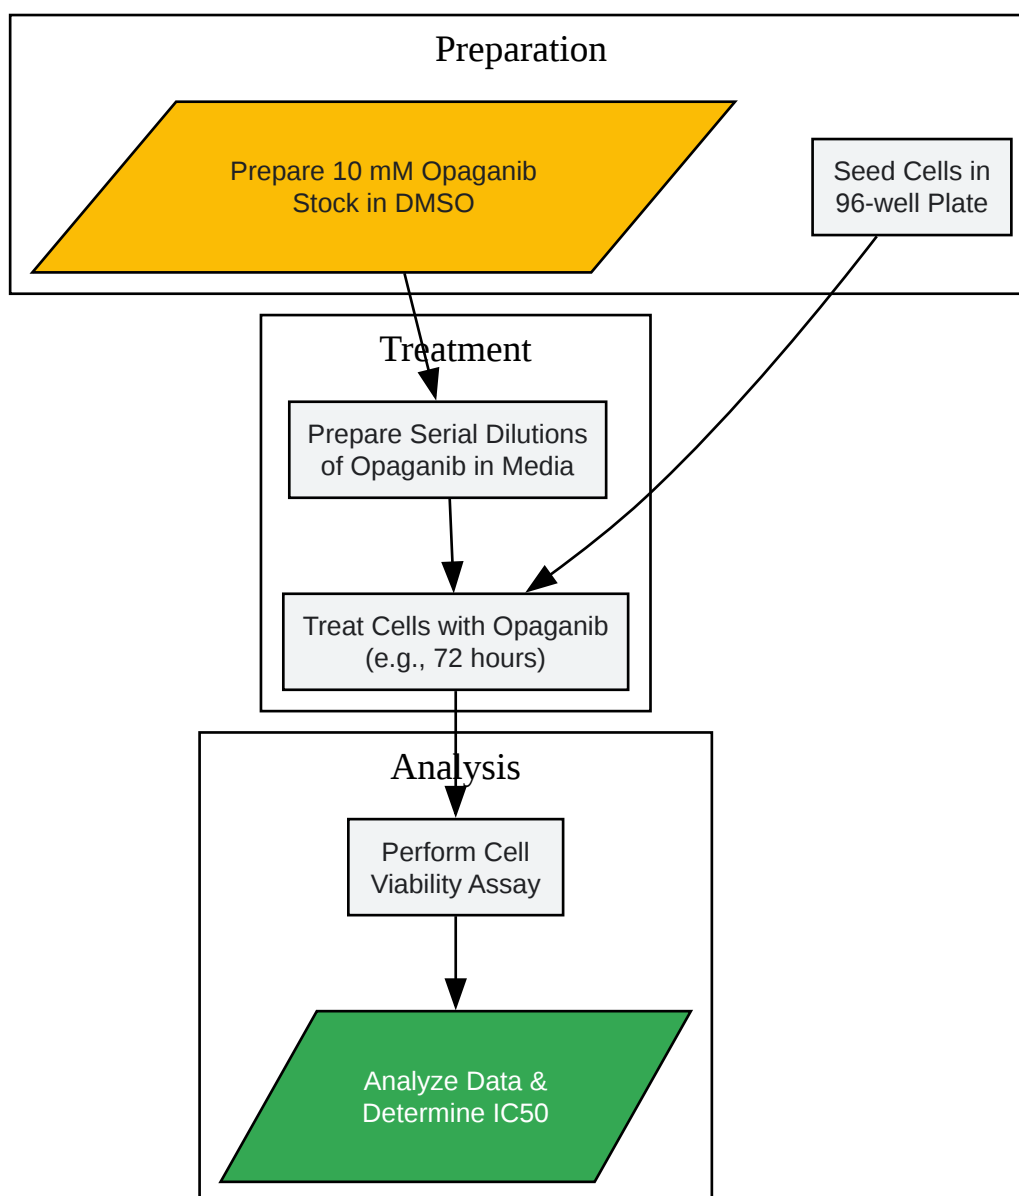 Preparation
Prepare 10 mM Opaganib
Stock in DMSO
Seed Cells in
96-well Plate
Treatment
Prepare Serial Dilutions
of Opaganib in Media
Treat Cells with Opaganib
(e.g., 72 hours)
Analysis
Perform Cell
Viability Assay
Analyze Data &
Determine IC50